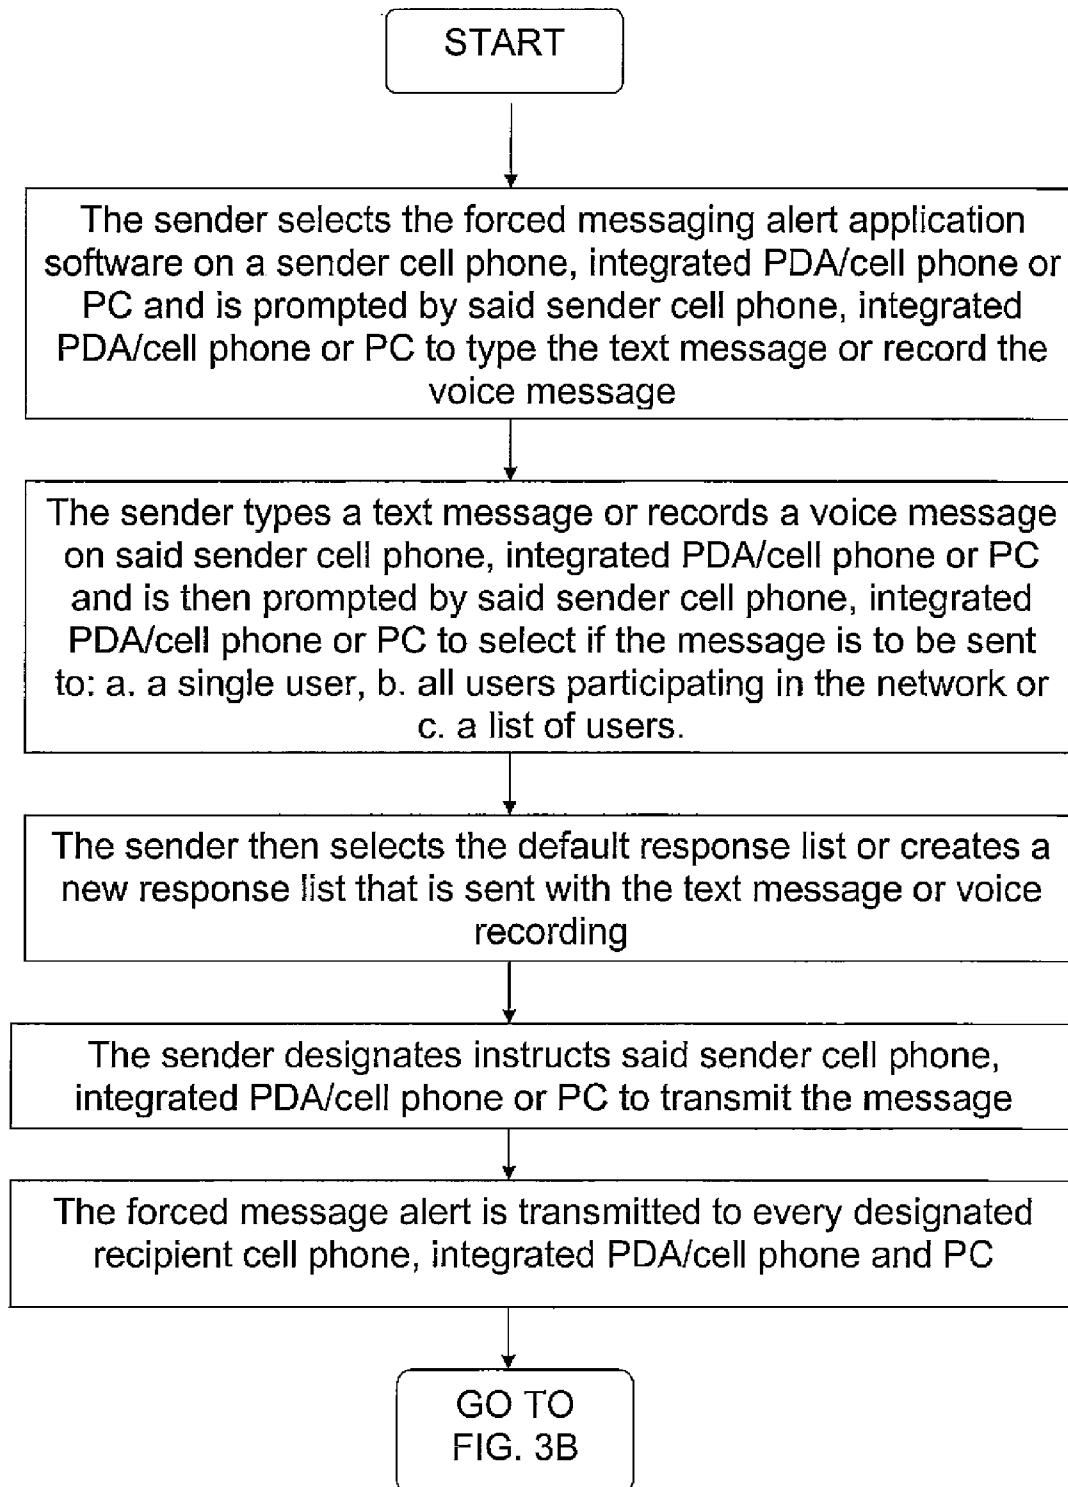 START
The sender selects the forced messaging alert application
software on a sender cell phone, integrated PDA/cell phone or
PC and is prompted by said sender cell phone, integrated
PDA/cell phone or PC to type the text message or record the
voice message
The sender types a text message or records a voice message
on said sender cell phone, integrated PDA/cell phone or PC
and is then prompted by said sender cell phone, integrated
PDA/cell phone or PC to select if the message is to be sent
to: a. a single user, b. all users participating in the network or
c. a list of users.
The sender then selects the default response list or creates a
new response list that is sent with the text message or voice
recording
The sender designates instructs said sender cell phone,
integrated PDA/cell phone or PC to transmit the message
The forced message alert is transmitted to every designated
recipient cell phone, integrated PDA/cell phone and PC
GO TO
FIG. 3B